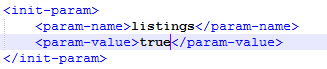 <init-param>
<param-name>listings</param-name>
<param-value>true</param-value>
</init-param>